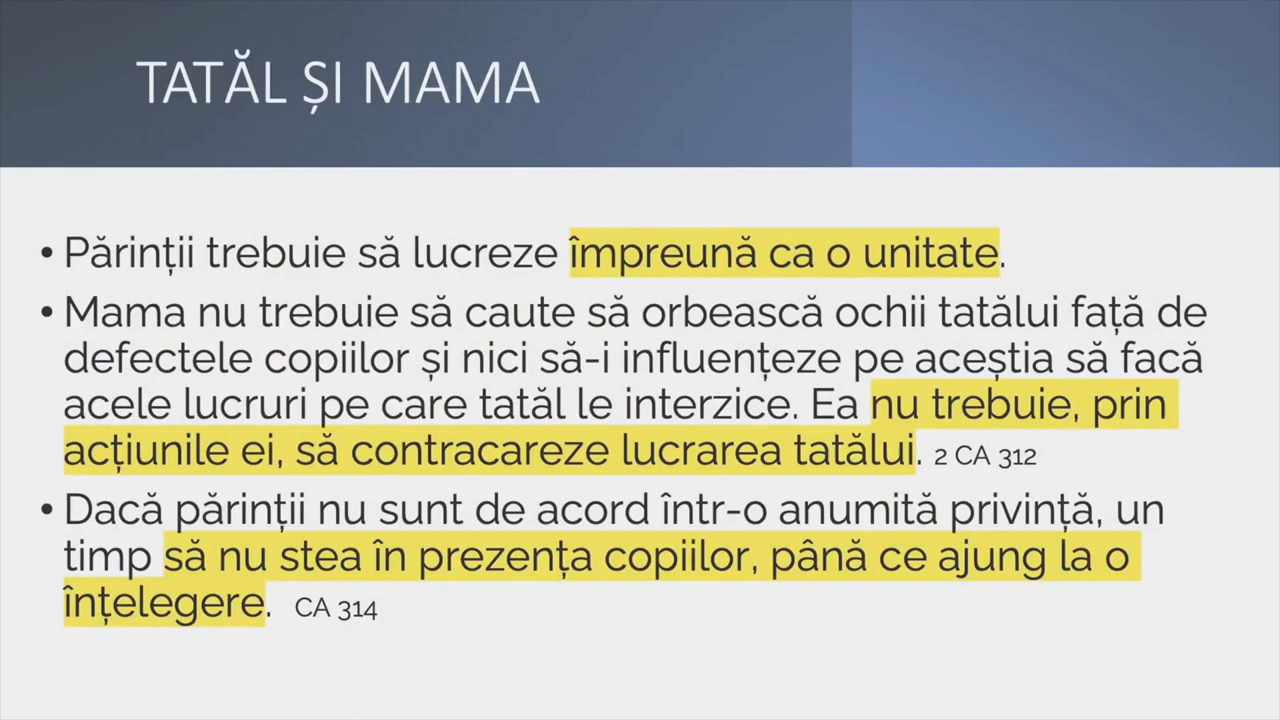 TATĂL ȘI MAMA
• Părinții trebuie să lucreze împreună ca o unitate.
• Mama nu trebuie să caute să orbească ochii tatălui față de
defectele copiilor și nici să-i influențeze pe aceștia să facă
acele lucruri pe care tatăl le interzice. Ea nu trebuie, prin
acțiunile ei, să contracareze lucrarea tatălui. 2 CA 312
• Dacă părinții nu sunt de acord într-o anumită privință, un
timp să nu stea în prezența copiilor, până ce ajung la o
înțelegere. CA 314